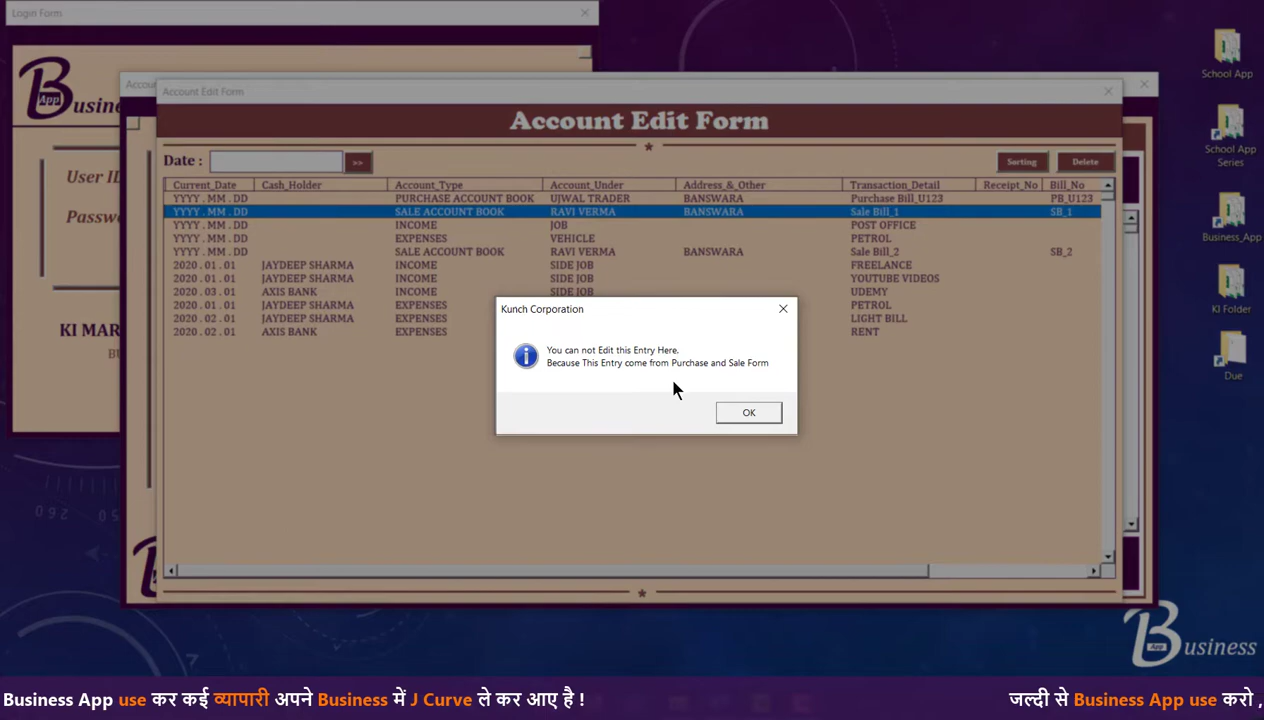 Login Form
School App
B App Business
Account Edit Form
Account Edit Form
Date :
>>
Sorting
Delete
Current_Date Cash_Holder Account_Type Account_Under Address_&_Other Transaction_Detail Receipt_No Bill_No
YYYY . MM . DD PURCHASE ACCOUNT BOOK UJWAL TRADER BANSWARA Purchase Bill_U123 PB_U123
YYYY . MM . DD SALE ACCOUNT BOOK RAVI VERMA BANSWARA Sale Bill_1 SB_1
YYYY . MM . DD INCOME JOB POST OFFICE
YYYY . MM . DD EXPENSES VEHICLE PETROL
YYYY . MM . DD SALE ACCOUNT BOOK RAVI VERMA BANSWARA Sale Bill_2 SB_2
2020 . 01 . 01 JAYDEEP SHARMA INCOME SIDE JOB FREELANCE
2020 . 01 . 01 JAYDEEP SHARMA INCOME SIDE JOB YOUTUBE VIDEOS
2020 . 03 . 01 AXIS BANK INCOME SIDE JOB UDEMY
2020 . 01 . 01 JAYDEEP SHARMA EXPENSES PETROL
2020 . 02 . 01 JAYDEEP SHARMA EXPENSES LIGHT BILL
2020 . 02 . 01 AXIS BANK EXPENSES RENT
User ID
KI MAR
School App Series
Business_App
KI Folder
Due
Kunch Corporation
You can not Edit this Entry Here.
Because This Entry come from Purchase and Sale Form
OK
B App Business
Business App use कर कई व्यापारी अपने Business में J Curve ले कर आए है !
जल्दी से Business App use करो ,